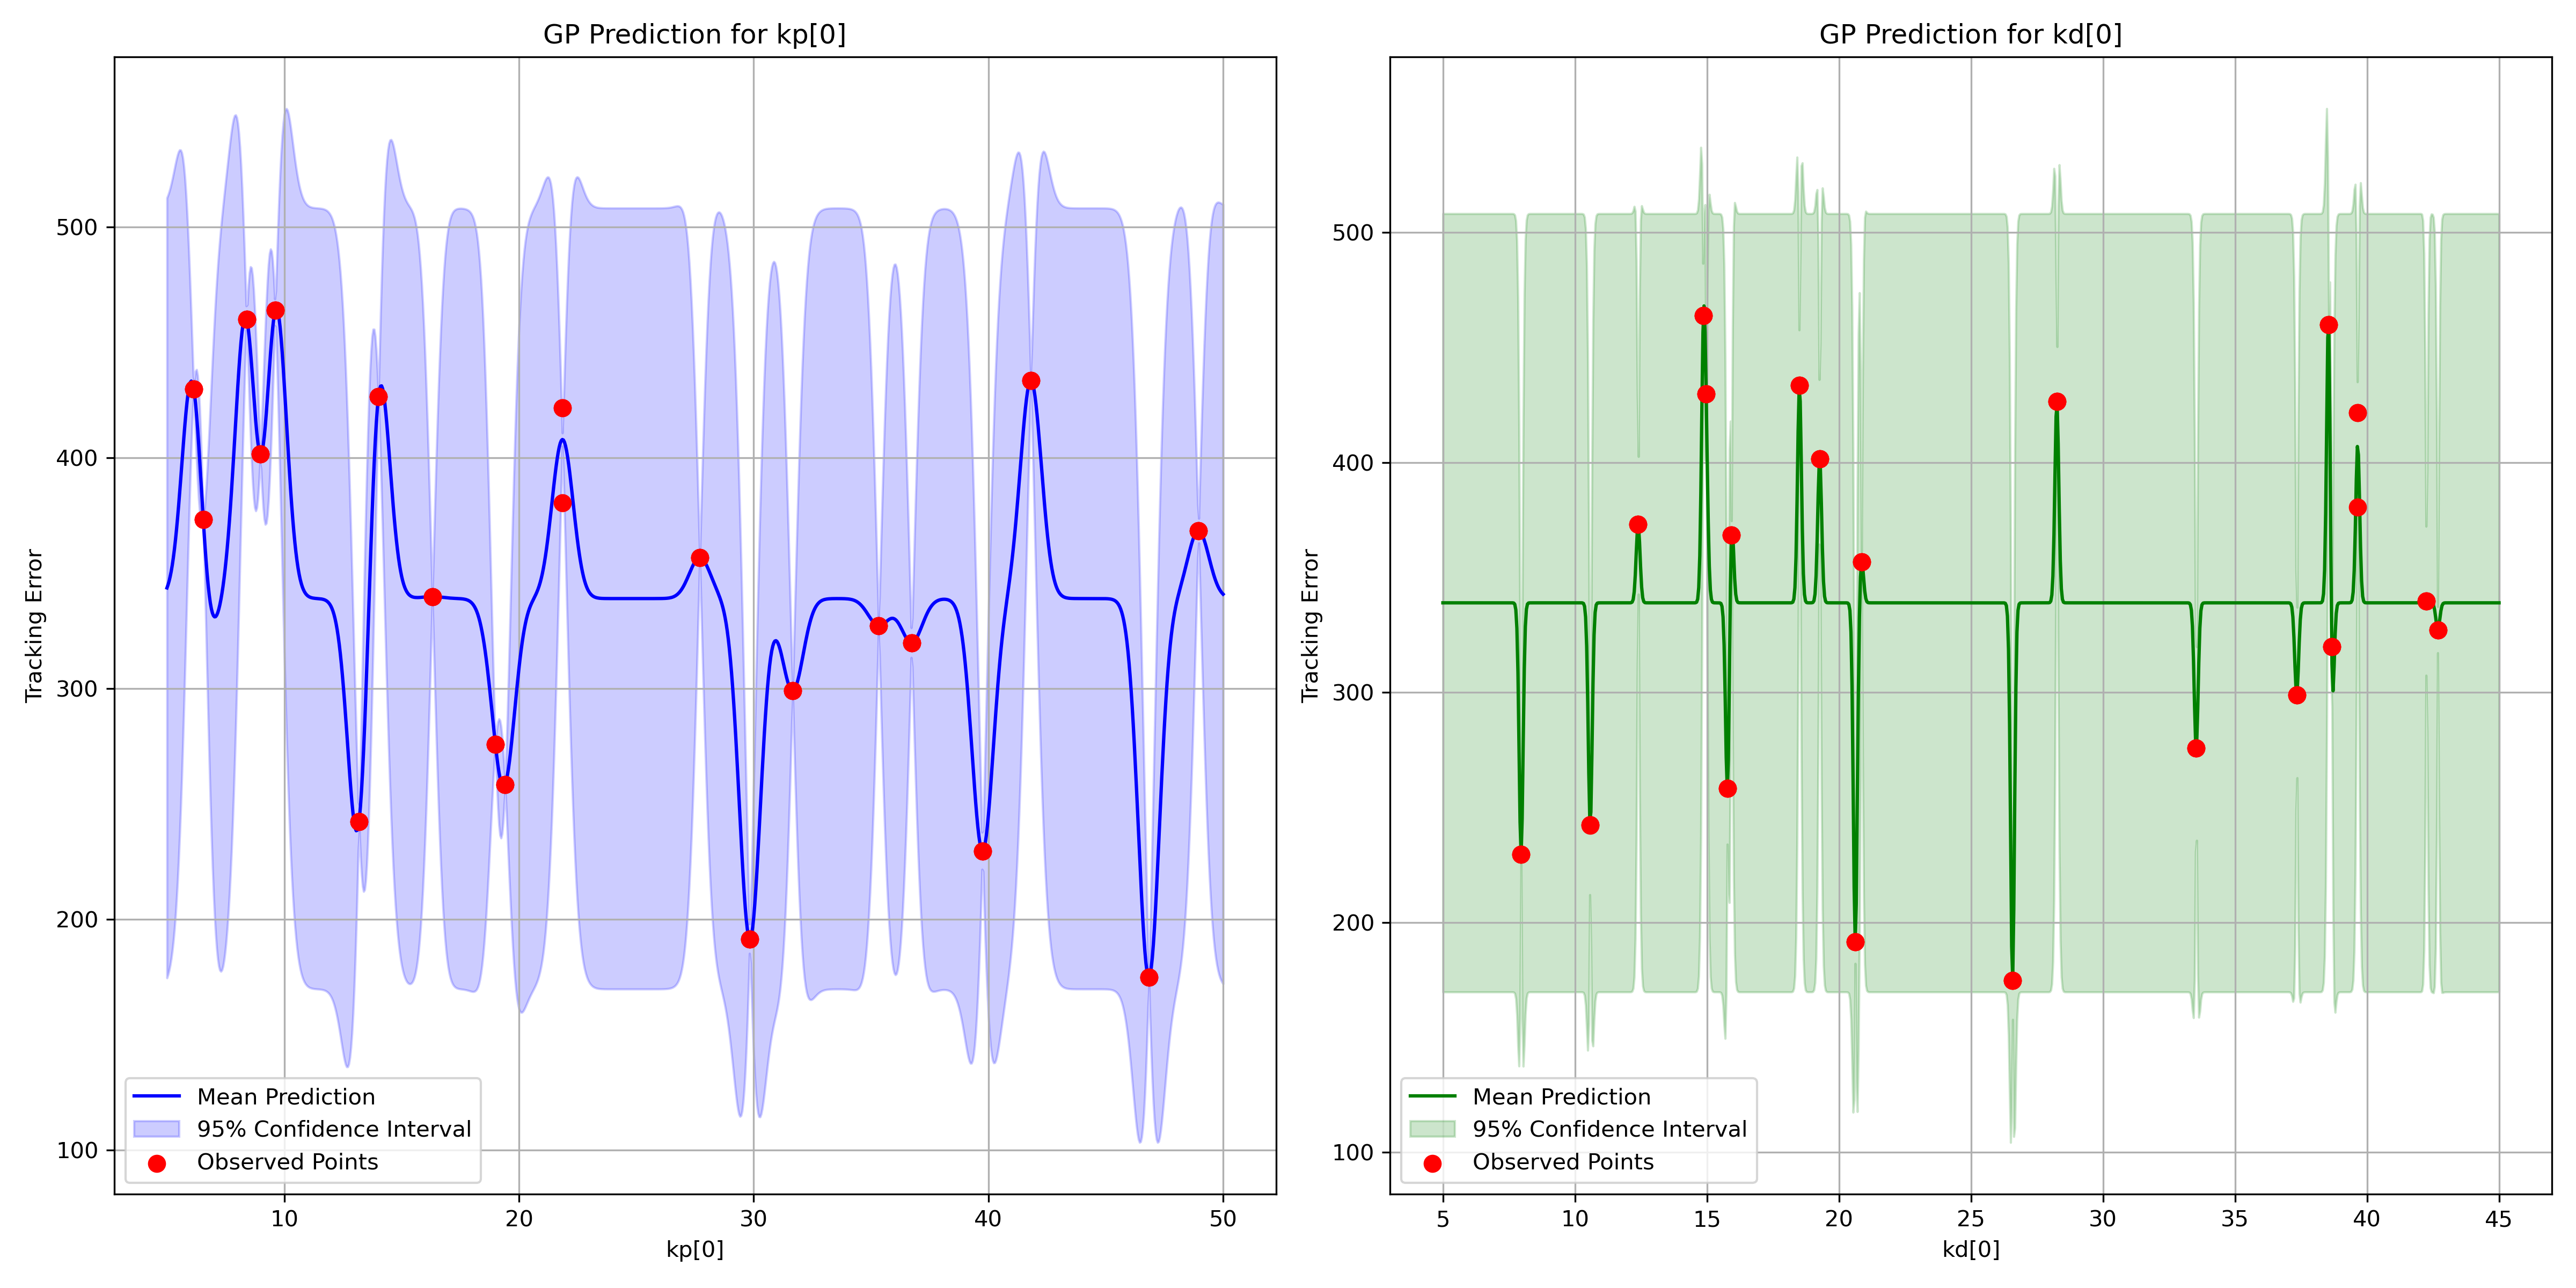 GP Prediction for kp[0]
Tracking Error
500
400
300
200
100
Mean Prediction
95% Confidence Interval
Observed Points
10 20 30 40 50
kp[0]
GP Prediction for kd[0]
Tracking Error
500
400
300
200
100
Mean Prediction
95% Confidence Interval
Observed Points
5 10 15 20 25 30 35 40 45
kd[0]